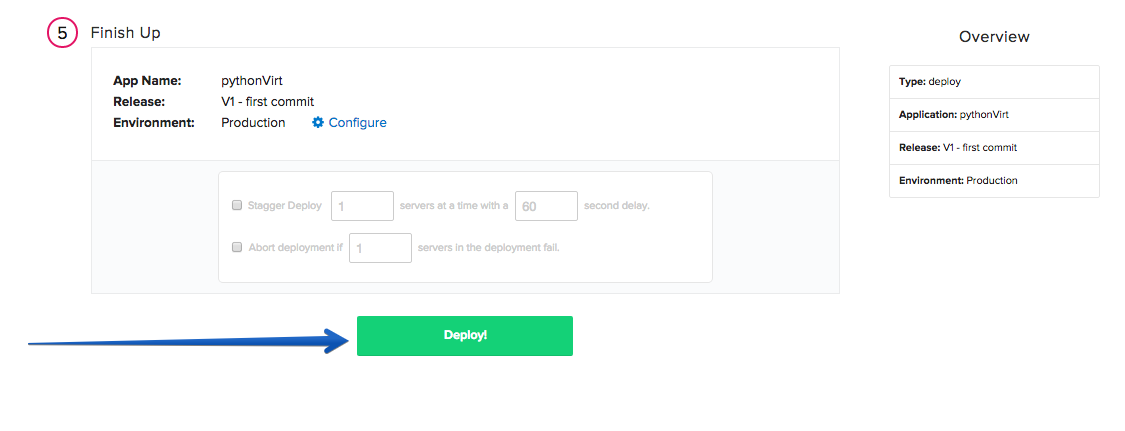 5 Finish Up
App Name: pythonVirt
Release: V1 - first commit
Environment: Production Configure
Stagger Deploy 1 servers at a time with a 60 second delay.
Abort deployment if 1 servers in the deployment fail.
Deploy!
Overview
Type: deploy
Application: pythonVirt
Release: V1 - first commit
Environment: Production